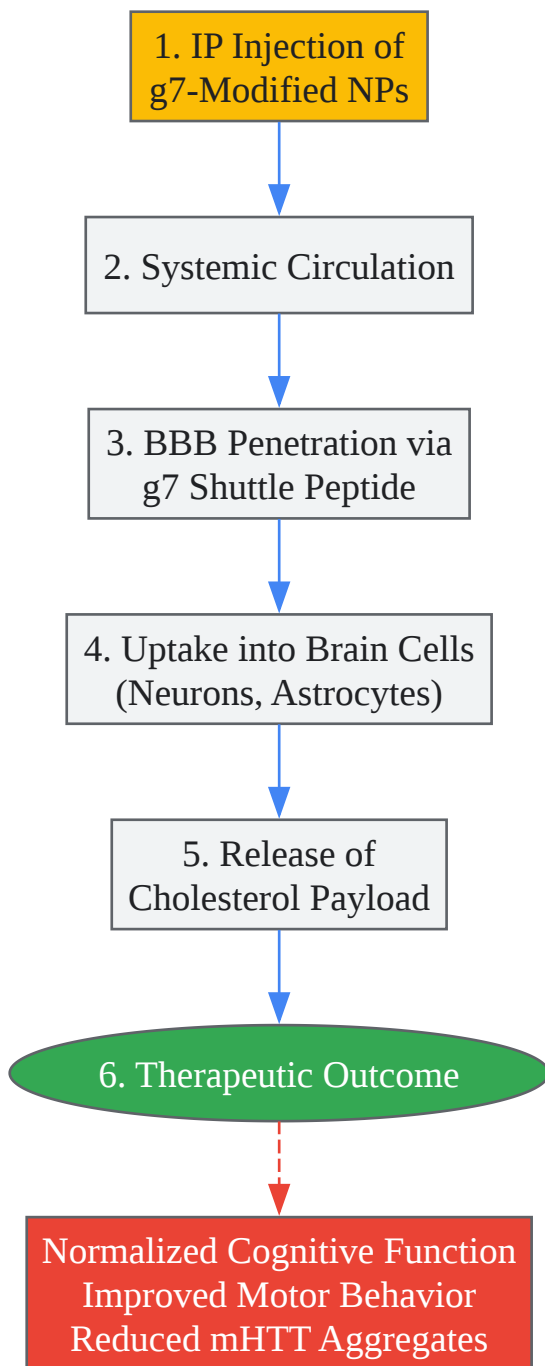 1. IP Injection of
g7-Modified NPs
2. Systemic Circulation
3. BBB Penetration via
g7 Shuttle Peptide
4. Uptake into Brain Cells
(Neurons, Astrocytes)
5. Release of
Cholesterol Payload
6. Therapeutic Outcome
Normalized Cognitive Function
Improved Motor Behavior
Reduced mHTT Aggregates